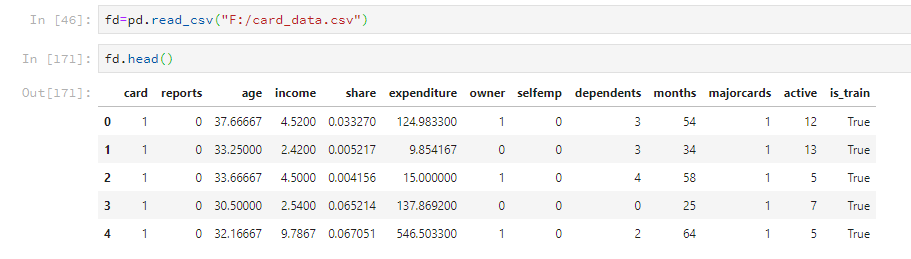 In [46]: fd=pd.read_csv("F:/card_data.csv")
In [171]: fd.head()
Out[171]: card reports age income share expenditure owner selfemp dependents months majorcards active is_train
0 1 0 37.66667 4.5200 0.033270 124.983300 1 0 3 54 1 12 True
1 1 0 33.25000 2.4200 0.005217 9.854167 0 0 3 34 1 13 True
2 1 0 33.66667 4.5000 0.004156 15.000000 1 0 4 58 1 5 True
3 1 0 30.50000 2.5400 0.065214 137.869200 0 0 0 25 1 7 True
4 1 0 32.16667 9.7867 0.067051 546.503300 1 0 2 64 1 5 True